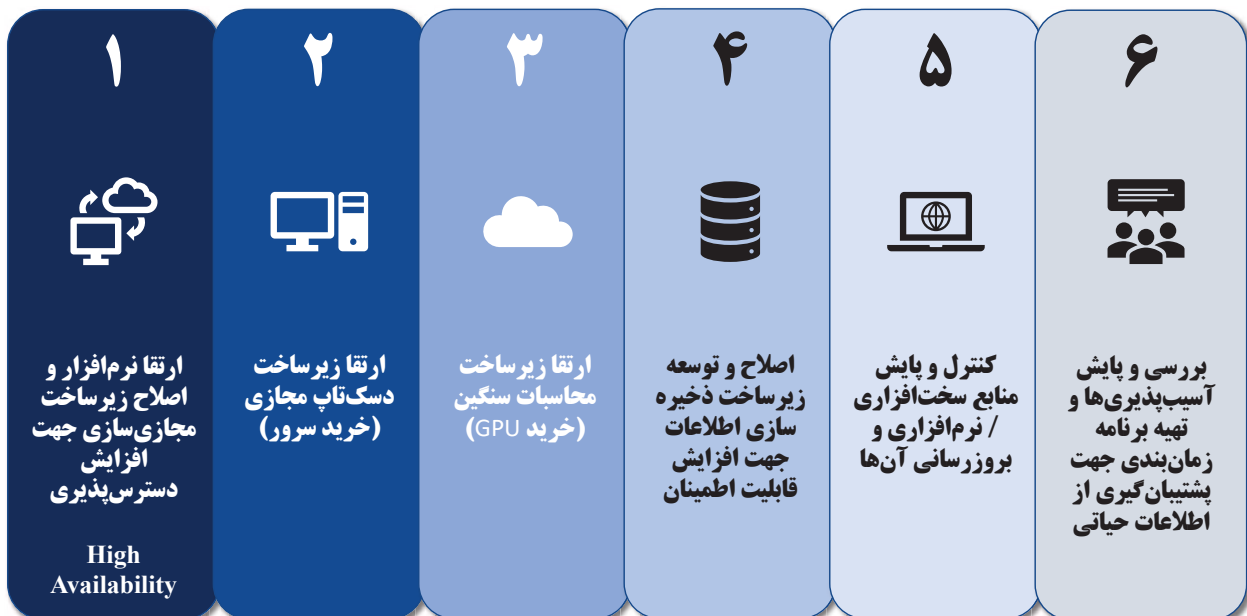 ۱
ارتقا نرم‌افزار و
اصلاح زیرساخت
مجازی‌سازی جهت
افزایش
دسترس‌پذیری
High
Availability
۲
ارتقا زیرساخت
دسک‌تاپ مجازی
(خرید سرور)
۳
ارتقا زیرساخت
محاسبات سنگین
(خرید GPU)
۴
اصلاح و توسعه
زیرساخت ذخیره
سازی اطلاعات
جهت افزایش
قابلیت اطمینان
۵
کنترل و پایش
منابع سخت‌افزاری
/ نرم‌افزاری و
بروزرسانی آن‌ها
۶
بررسی و پایش
آسیب‌پذیری‌ها و
تهیه برنامه
زمان‌بندی جهت
پشتیبان‌گیری از
اطلاعات حیاتی